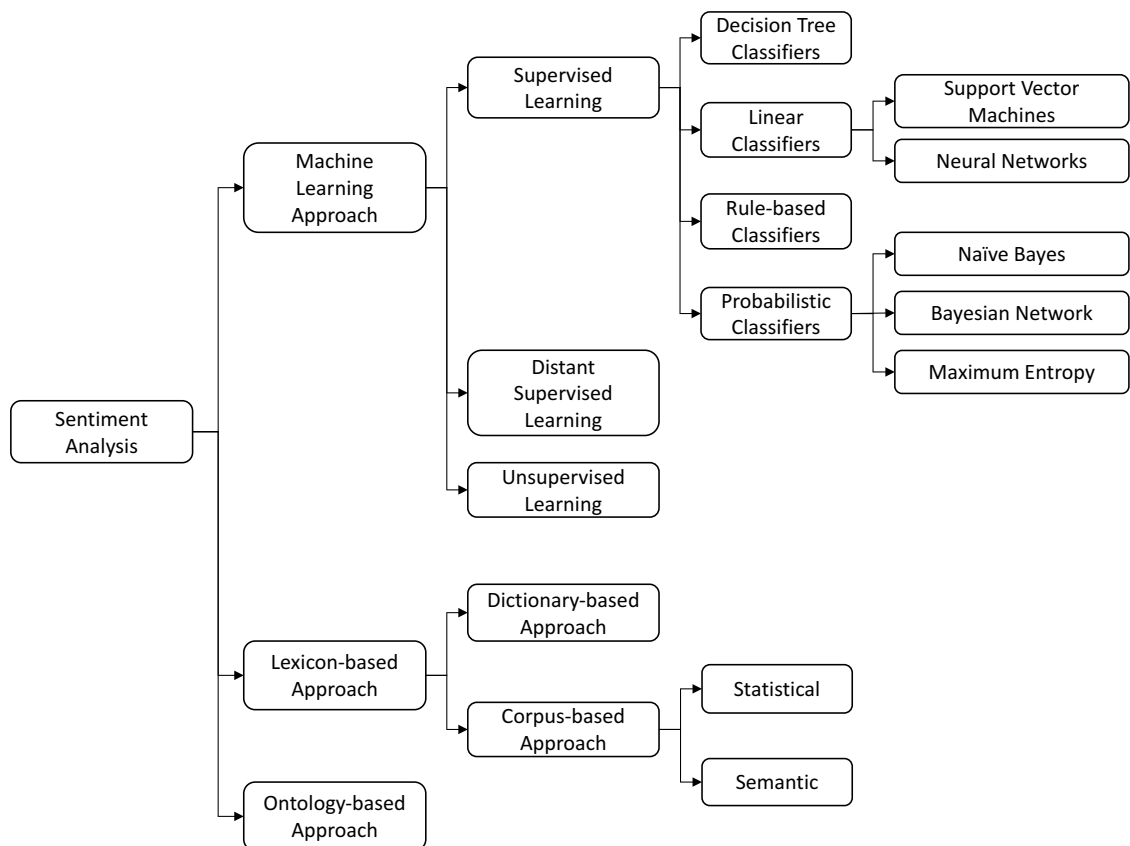 Sentiment
Analysis
Machine
Learning
Approach
Supervised
Learning
Decision Tree
Classifiers
Linear
Classifiers
Support Vector
Machines
Neural Networks
Rule-based
Classifiers
Probabilistic
Classifiers
Naïve Bayes
Bayesian Network
Maximum Entropy
Distant
Supervised
Learning
Unsupervised
Learning
Lexicon-based
Approach
Dictionary-based
Approach
Corpus-based
Approach
Statistical
Semantic
Ontology-based
Approach